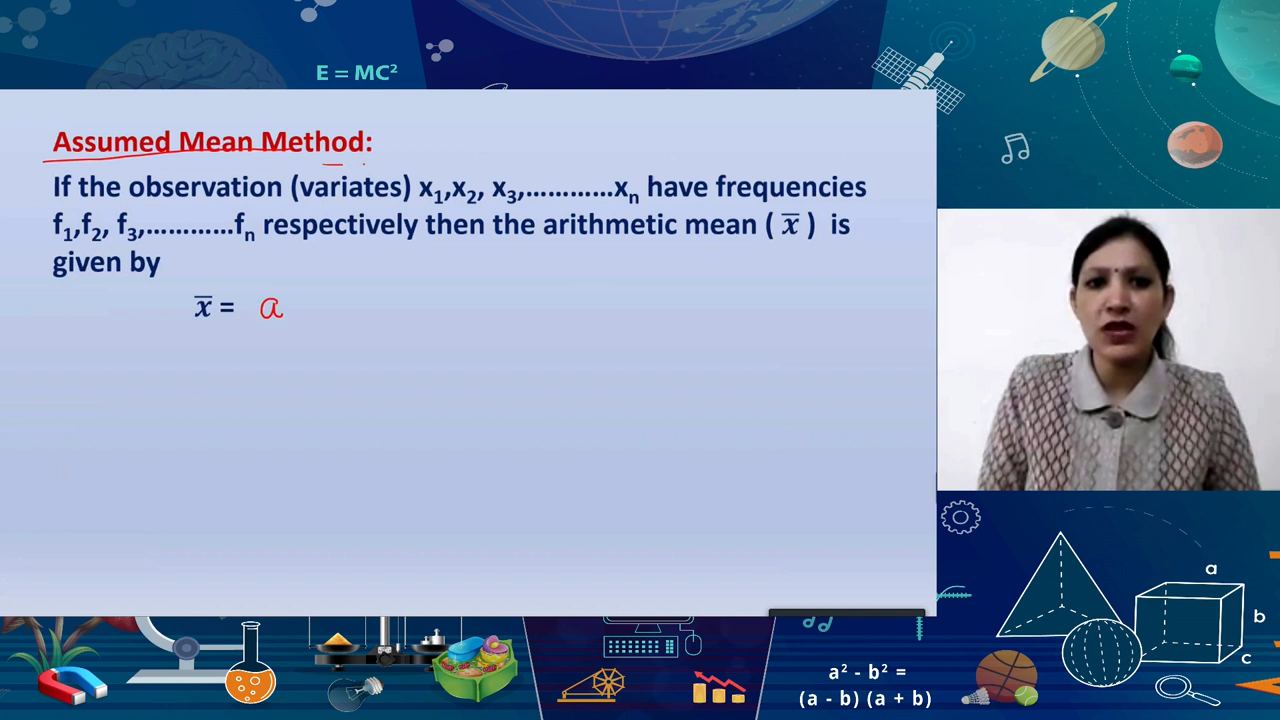 E = MC²
Assumed Mean Method:
If the observation (variates) x₁,x₂, x₃,.............xₙ have frequencies
f₁,f₂, f₃,............fₙ respectively then the arithmetic mean ( x̅ ) is
given by
x̅ = a
a
b
c
a² - b² =
(a - b) (a + b)